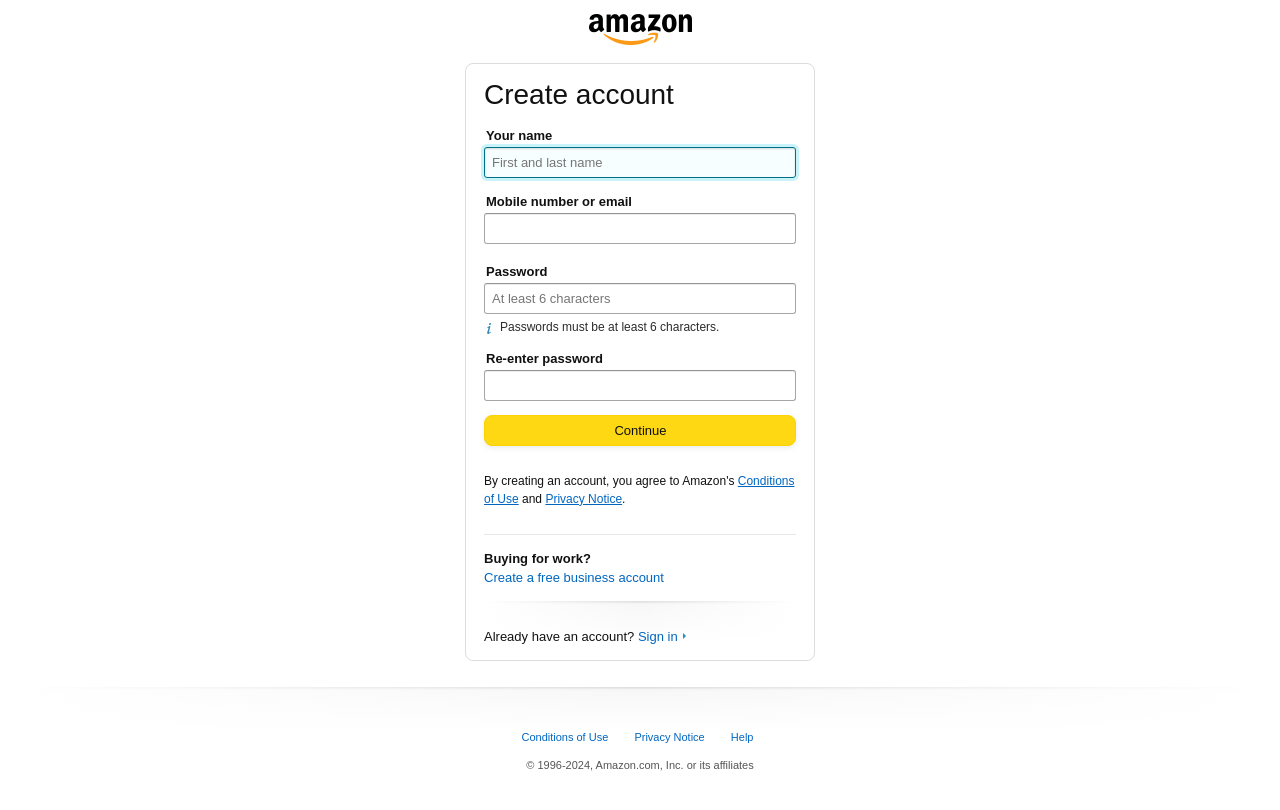 amazon
Create account
Your name
First and last name
Mobile number or email
Password
At least 6 characters
i Passwords must be at least 6 characters.
Re-enter password
Continue
By creating an account, you agree to Amazon's Conditions
of Use and Privacy Notice.
Buying for work?
Create a free business account
Already have an account? Sign in
Conditions of Use Privacy Notice Help
© 1996-2024, Amazon.com, Inc. or its affiliates